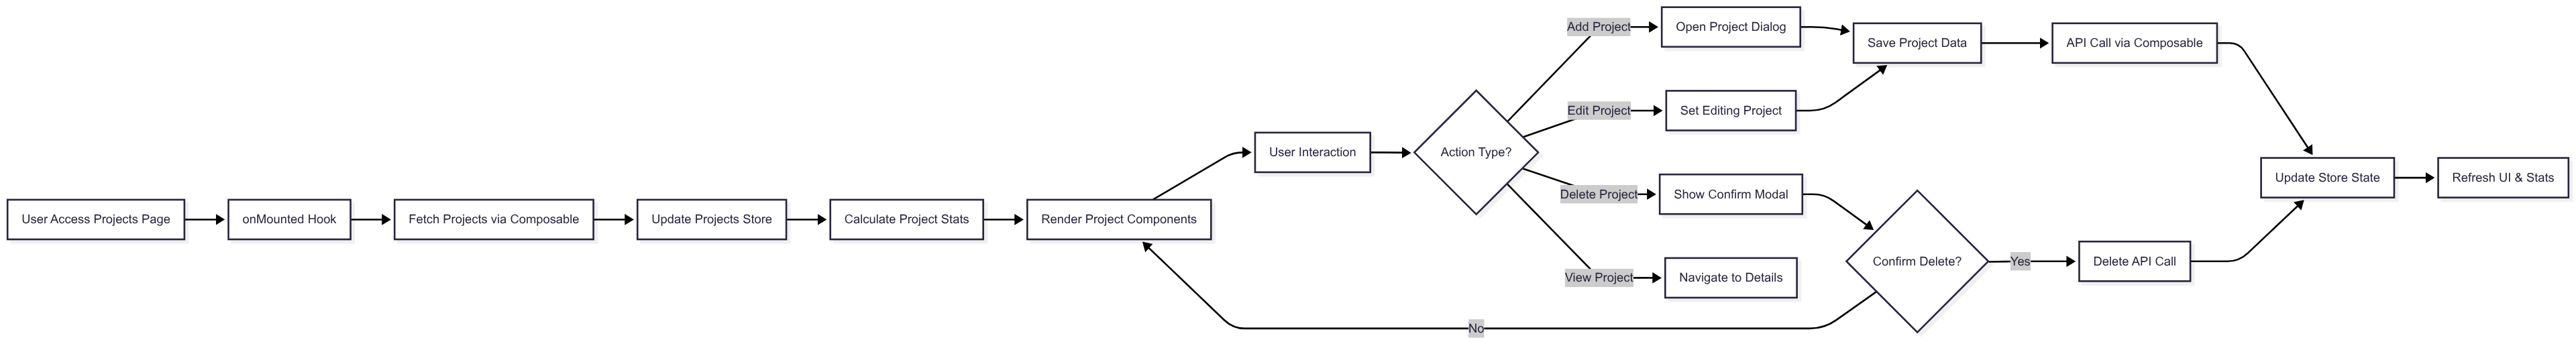 User Access Projects Page
onMounted Hook
Fetch Projects via Composable
Update Projects Store
Calculate Project Stats
Render Project Components
User Interaction
Action Type?
Add Project
Open Project Dialog
Edit Project
Set Editing Project
Delete Project
Show Confirm Modal
View Project
Navigate to Details
Save Project Data
API Call via Composable
Confirm Delete?
Yes
Delete API Call
No
Update Store State
Refresh UI & Stats